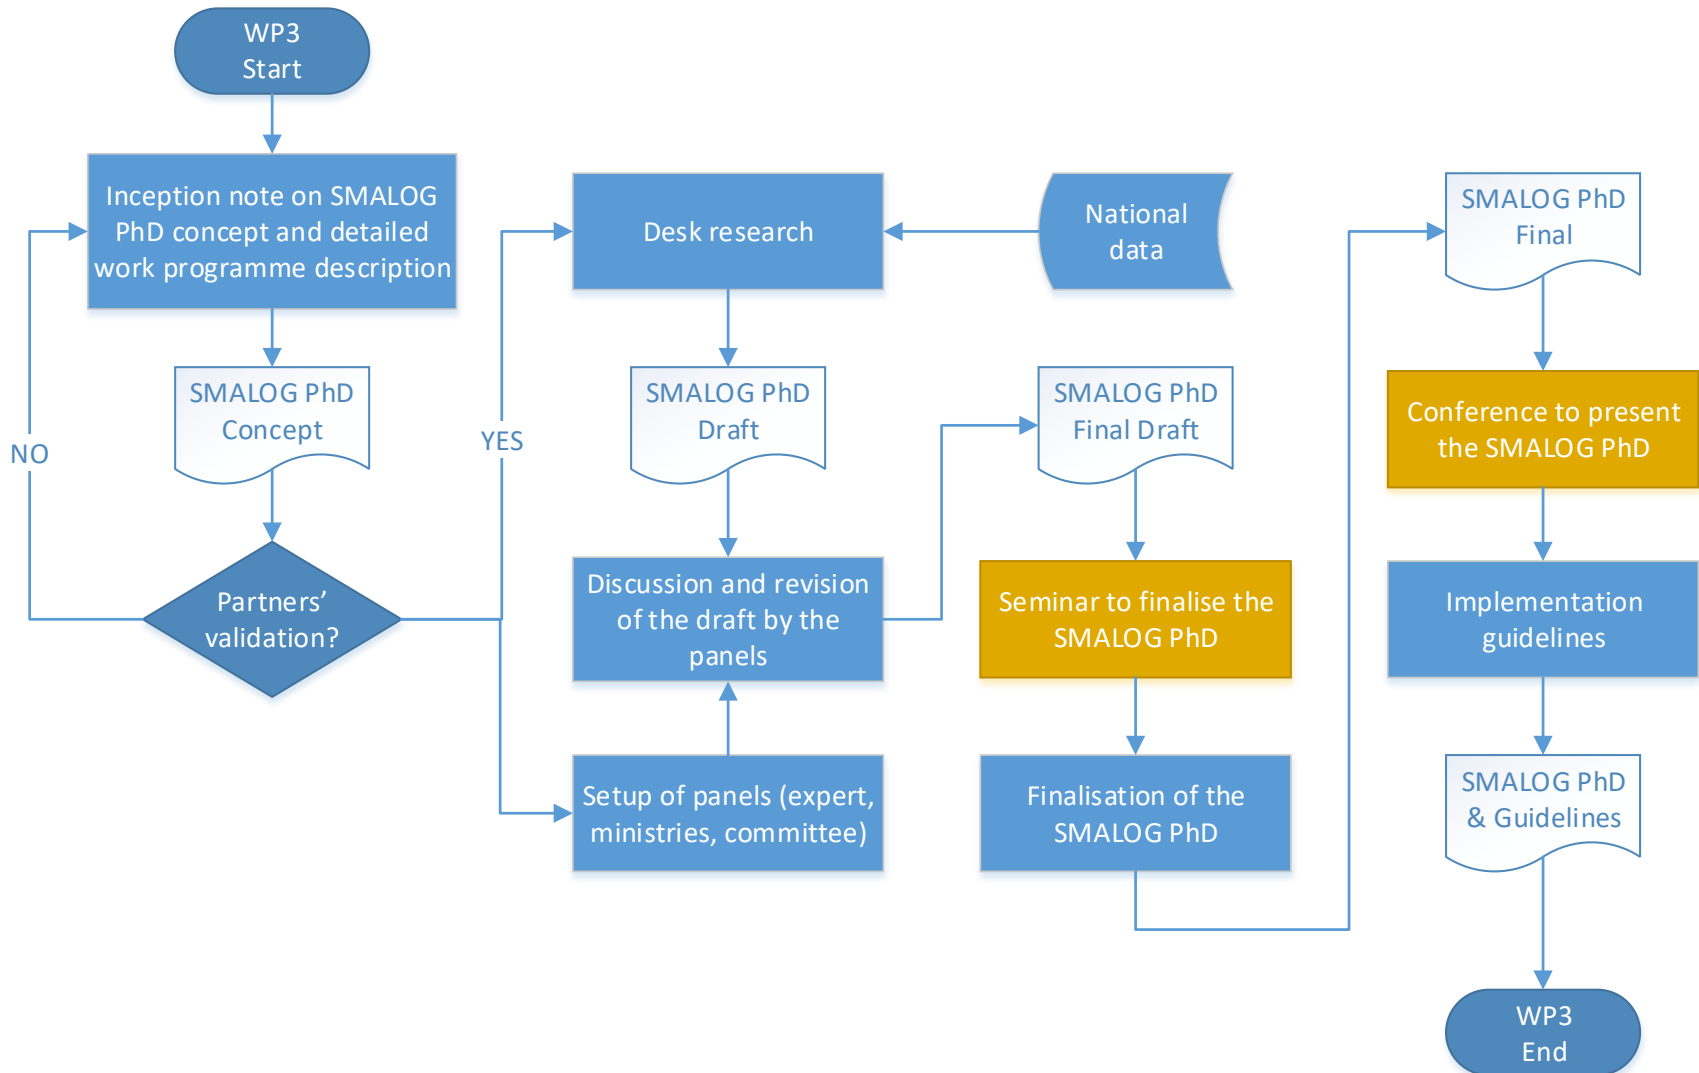 WP3
Start
Inception note on SMALOG
PhD concept and detailed
work programme description
SMALOG PhD
Concept
NO
Partners’
validation?
YES
Desk research
National
data
SMALOG PhD
Draft
Discussion and revision
of the draft by the
panels
Setup of panels (expert,
ministries, committee)
SMALOG PhD
Final Draft
Seminar to finalise the
SMALOG PhD
Finalisation of the
SMALOG PhD
SMALOG PhD
Final
Conference to present
the SMALOG PhD
Implementation
guidelines
SMALOG PhD
& Guidelines
WP3
End